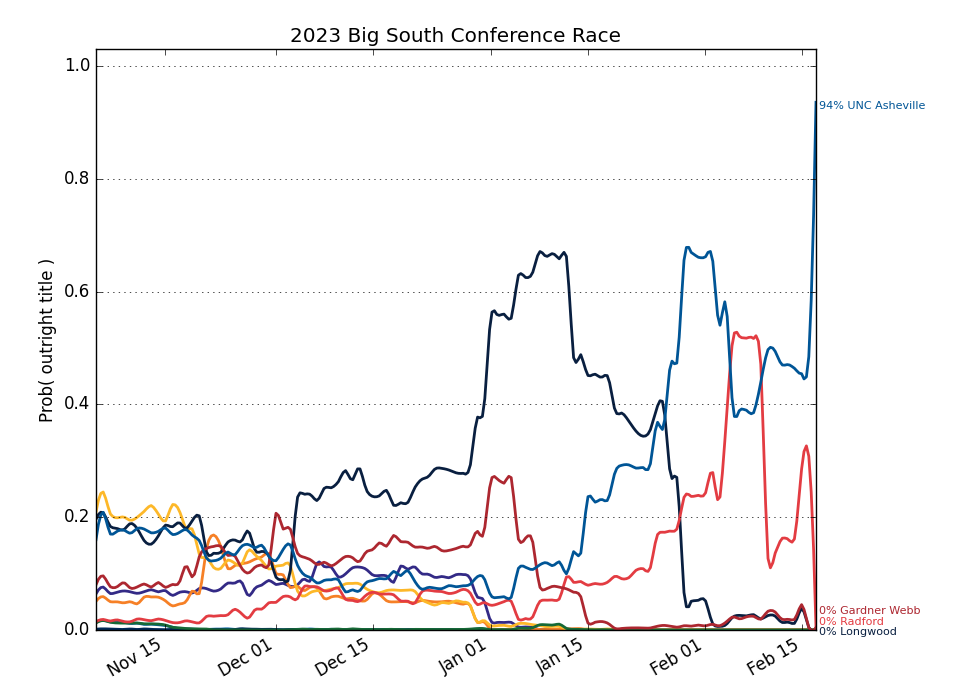 2023 Big South Conference Race
1.0
0.8
0.6
0.4
0.2
0.0
Prob( outright title )
94% UNC Asheville
0% Gardner Webb
0% Radford
0% Longwood
Nov 15
Dec 01
Dec 15
Jan 01
Jan 15
Feb 01
Feb 15